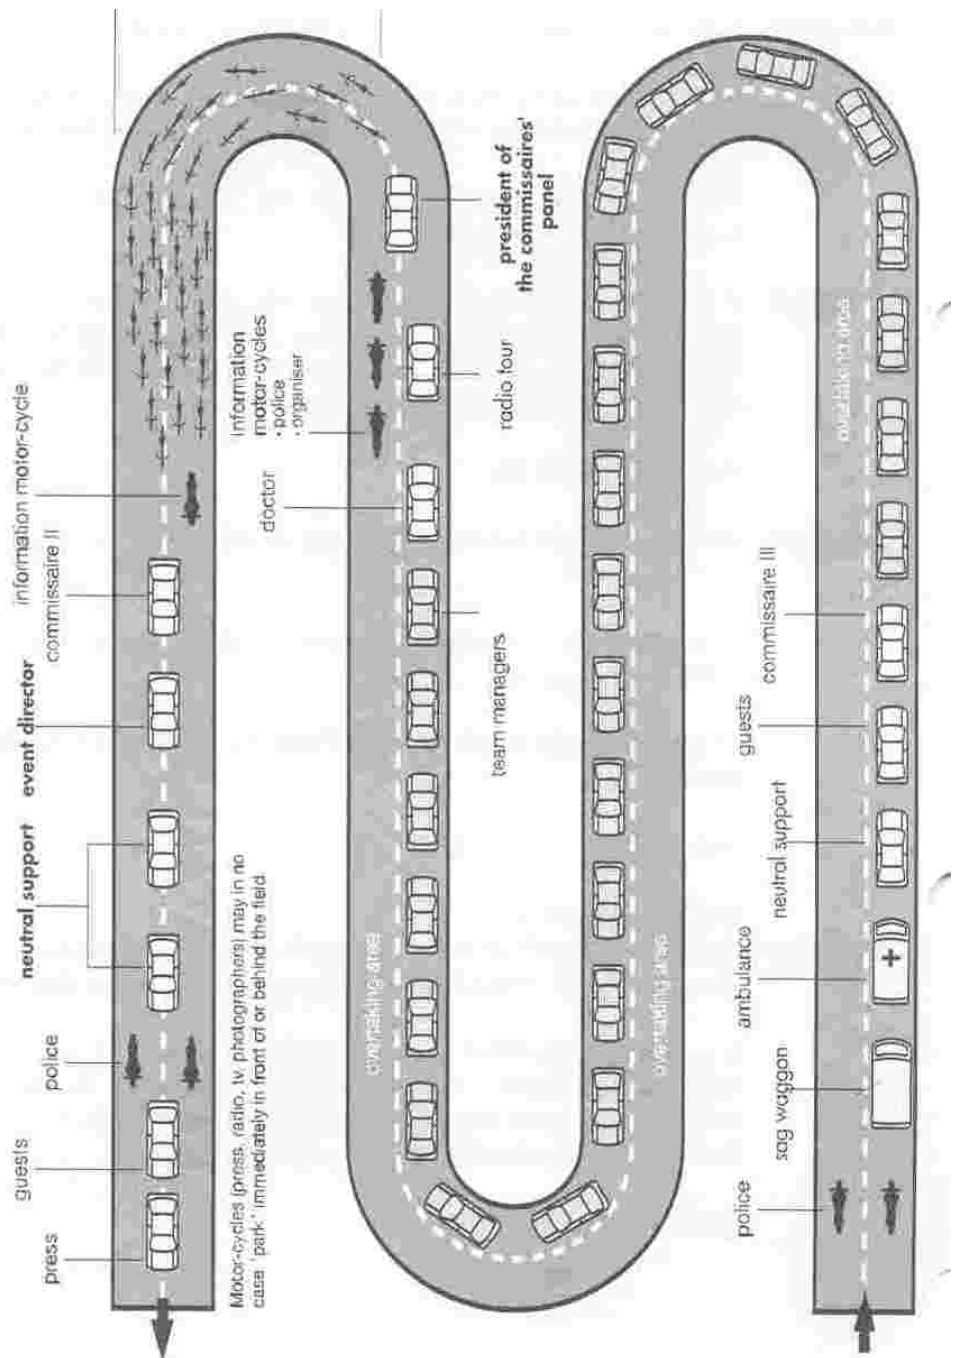 press
guests
police
neutral support
event director
commissaire II
information motor-cycle
Motor-cycles (press, radio, tv, photographers) may in no
case 'park' immediately in front of or behind the field.
doctor
information
motor-cycles
· police
· organiser
overtaking area
team managers
radio tour
president of
the commissaires'
panel
overtaking area
overtaking area
police
sag waggon
ambulance
neutral support
guests
commissaire III